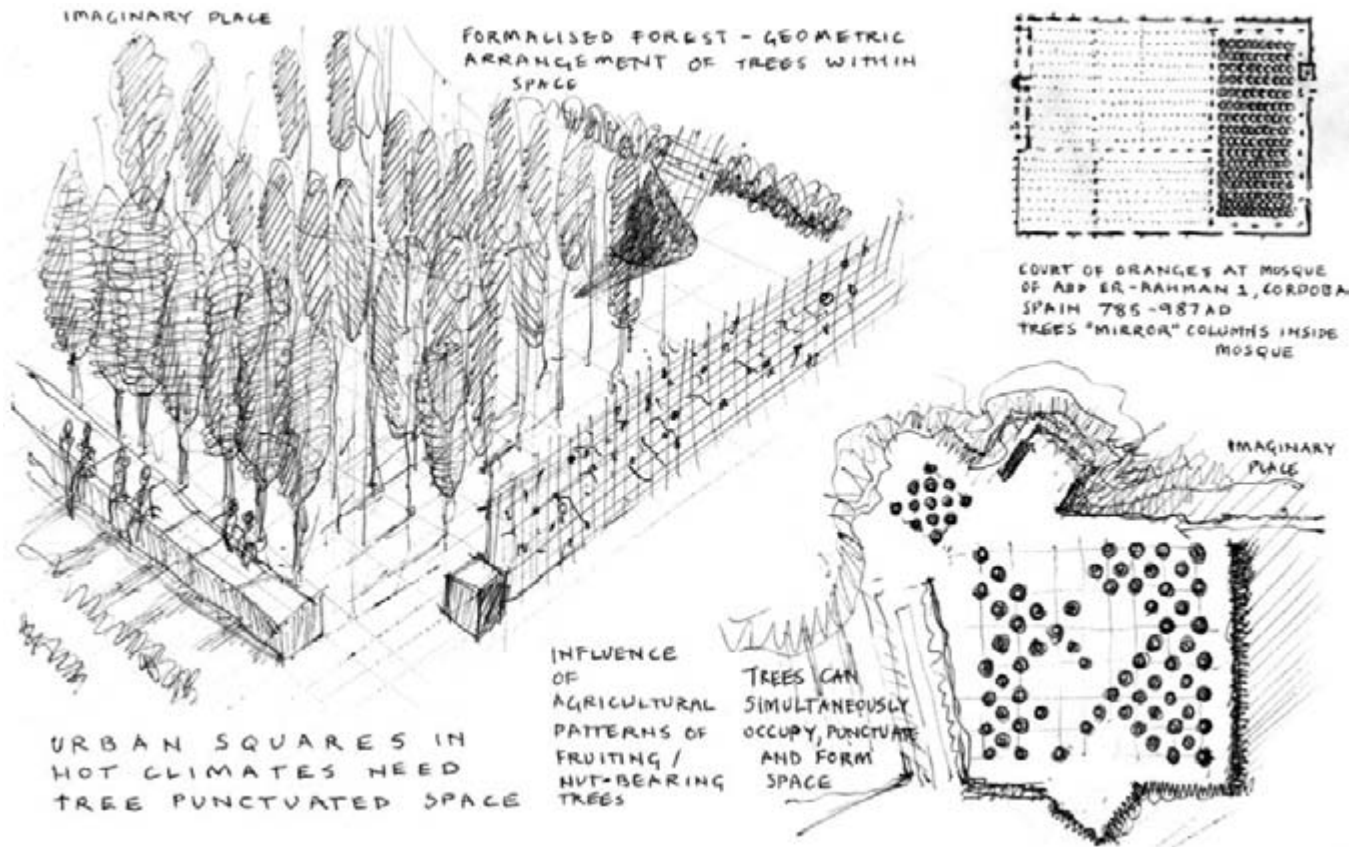 IMAGINARY PLACE
FORMALISED FOREST - GEOMETRIC
ARRANGEMENT OF TREES WITHIN
SPACE
COURT OF ORANGES AT MOSQUE
OF ABD ER-RAHMAN 1, CORDOBA
SPAIN 785-987AD
TREES "MIRROR" COLUMNS INSIDE
MOSQUE
IMAGINARY
PLACE
INFLUENCE
OF
AGRICULTURAL
PATTERNS OF
FRUITING /
NUT-BEARING
TREES
TREES CAN
SIMULTANEOUSLY
OCCUPY, PUNCTUATE
AND FORM
SPACE
URBAN SQUARES IN
HOT CLIMATES NEED
TREE PUNCTUATED SPACE